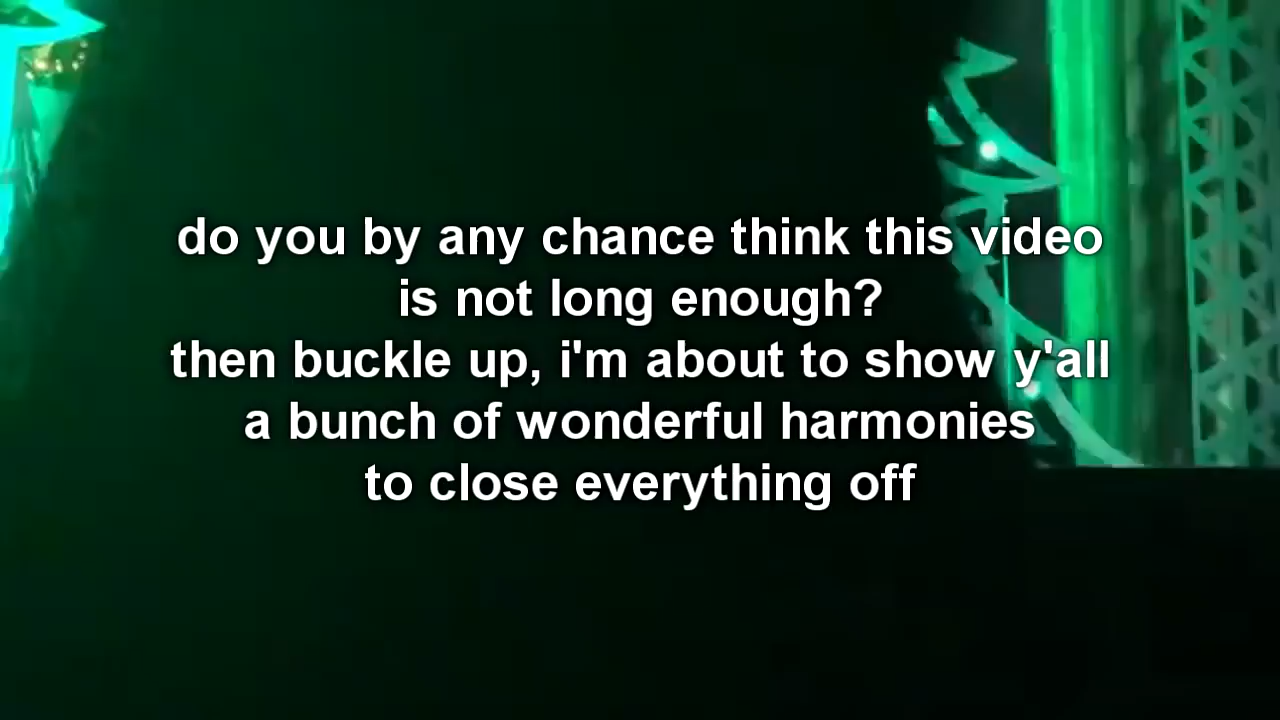 do you by any chance think this video
is not long enough?
then buckle up, i'm about to show y'all
a bunch of wonderful harmonies
to close everything off